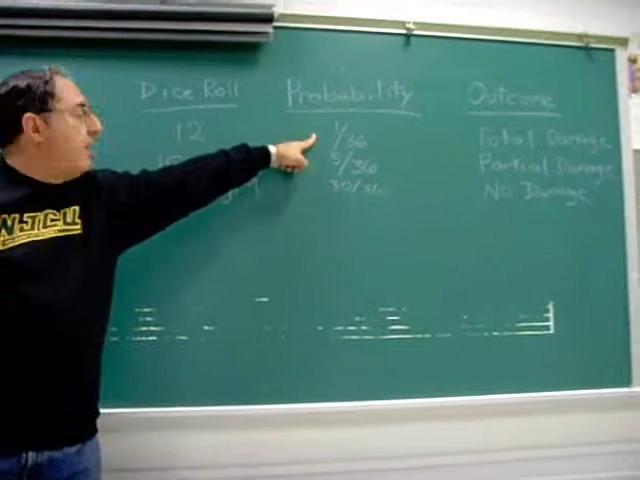 Dice Roll Probability Outcome
12 1/36 Total Damage
5/36 Partial Damage
30/36 No Damage
NJCU